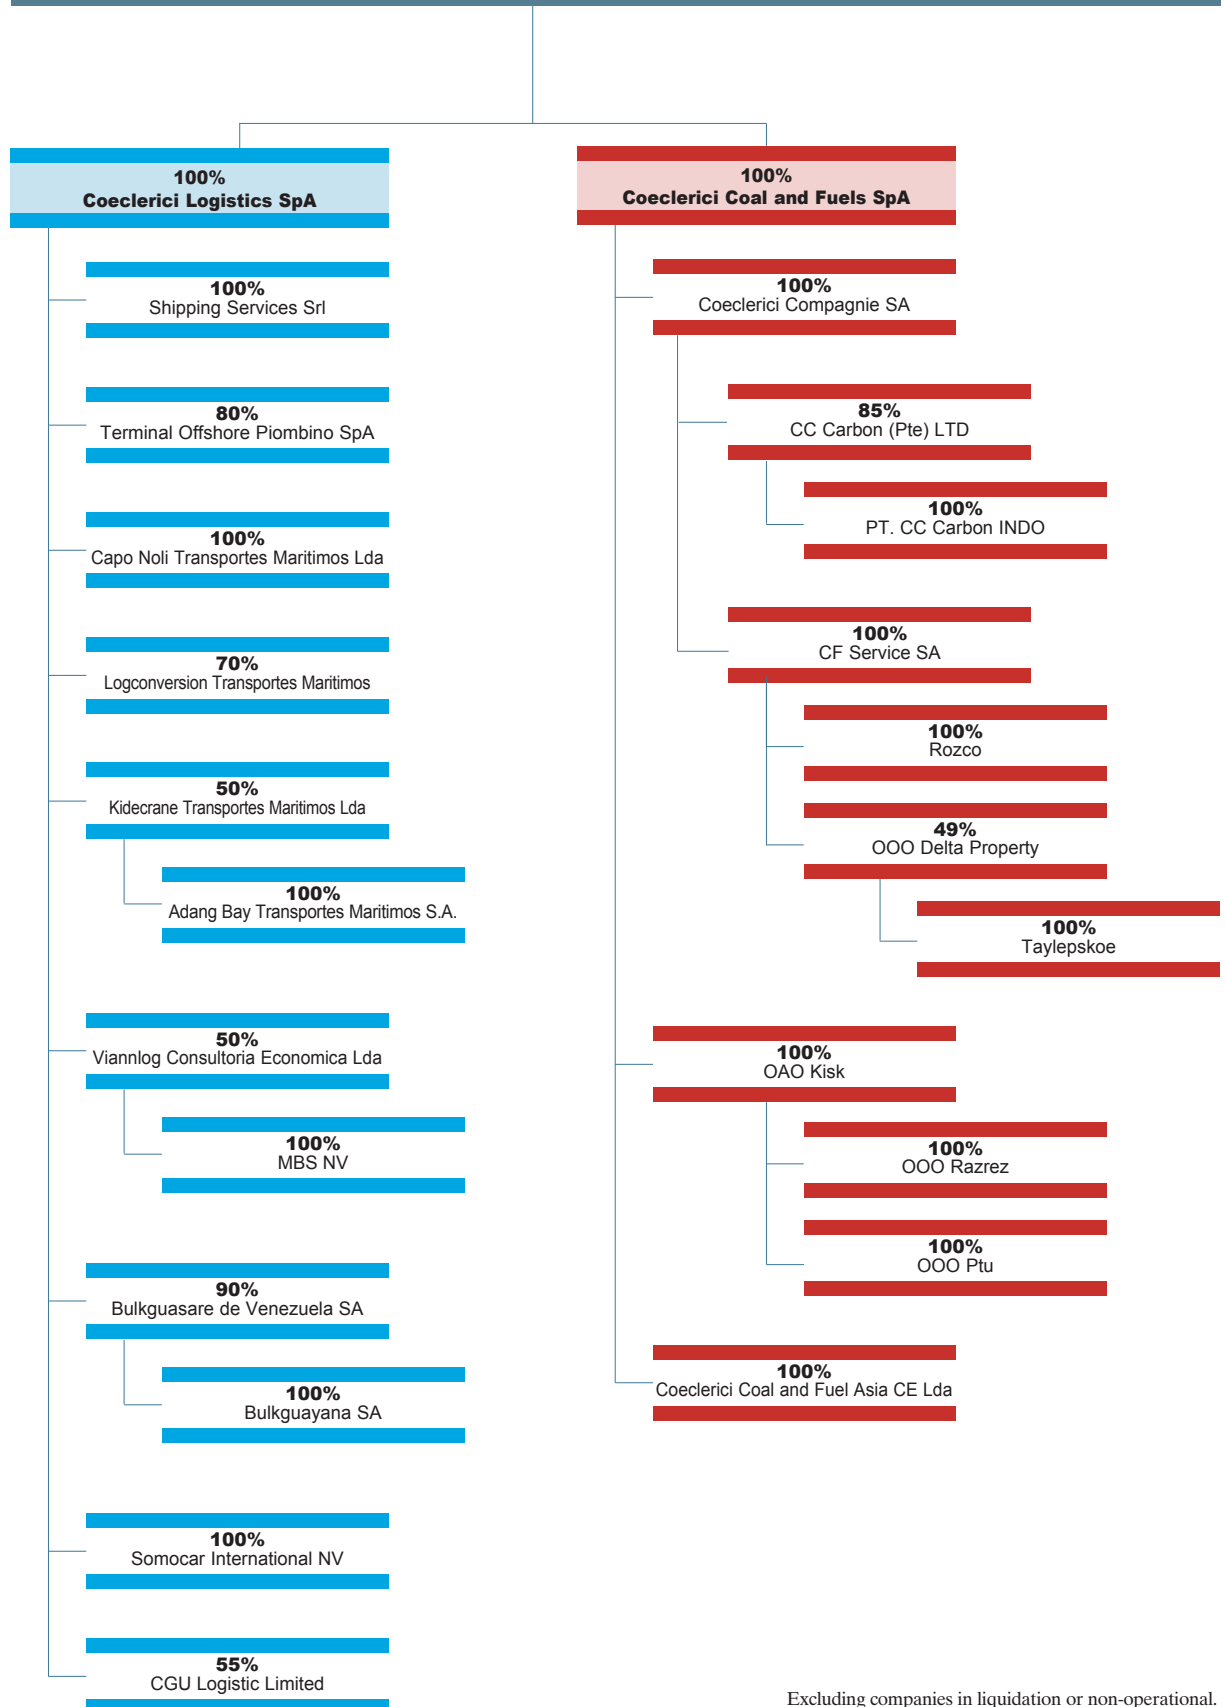 100%
Coeclerici Logistics SpA
100%
Shipping Services Srl
80%
Terminal Offshore Piombino SpA
100%
Capo Noli Transportes Maritimos Lda
70%
Logconversion Transportes Maritimos
50%
Kidecrane Transportes Maritimos Lda
100%
Adang Bay Transportes Maritimos S.A.
50%
Viannlog Consultoria Economica Lda
100%
MBS NV
90%
Bulkguasare de Venezuela SA
100%
Bulkguayana SA
100%
Somocar International NV
55%
CGU Logistic Limited
100%
Coeclerici Coal and Fuels SpA
100%
Coeclerici Compagnie SA
85%
CC Carbon (Pte) LTD
100%
PT. CC Carbon INDO
100%
CF Service SA
100%
Rozco
49%
OOO Delta Property
100%
Taylepskoe
100%
OAO Kisk
100%
OOO Razrez
100%
OOO Ptu
100%
Coeclerici Coal and Fuel Asia CE Lda
Excluding companies in liquidation or non-operational.